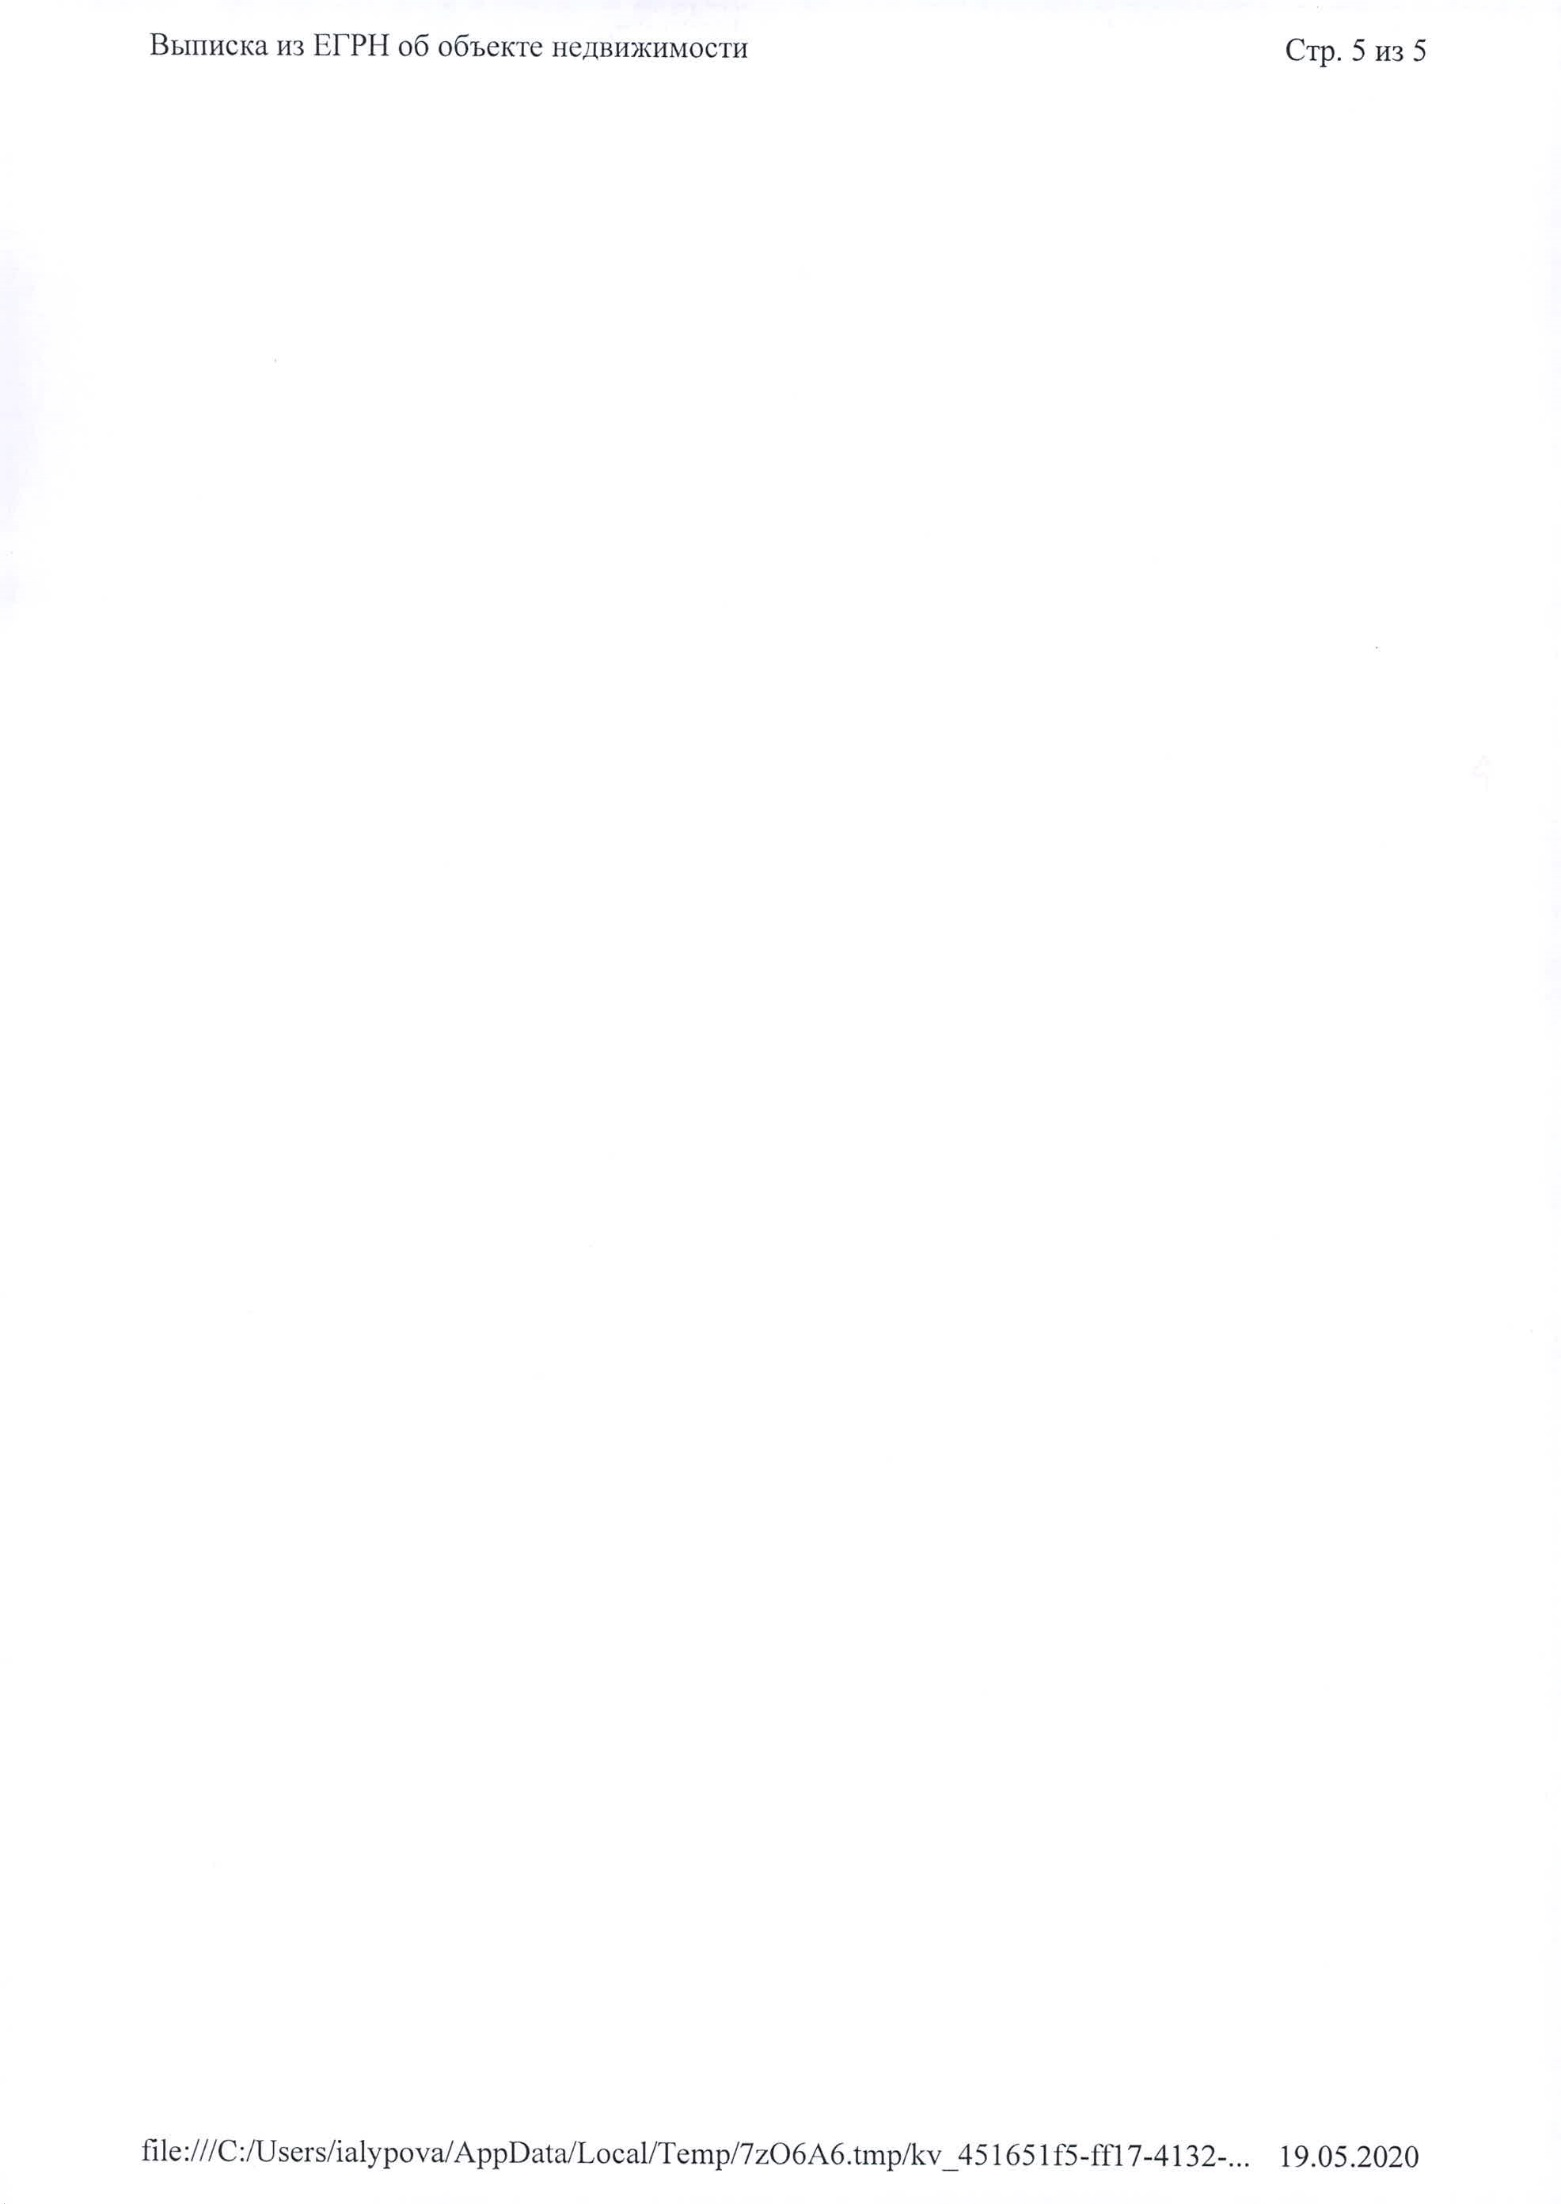 Выписка из ЕГРН об объекте недвижимости
Стр. 5 из 5
file:///C:/Users/ialypova/AppData/Local/Temp/7zO6A6.tmp/kv_451651f5-ff17-4132-...
19.05.2020